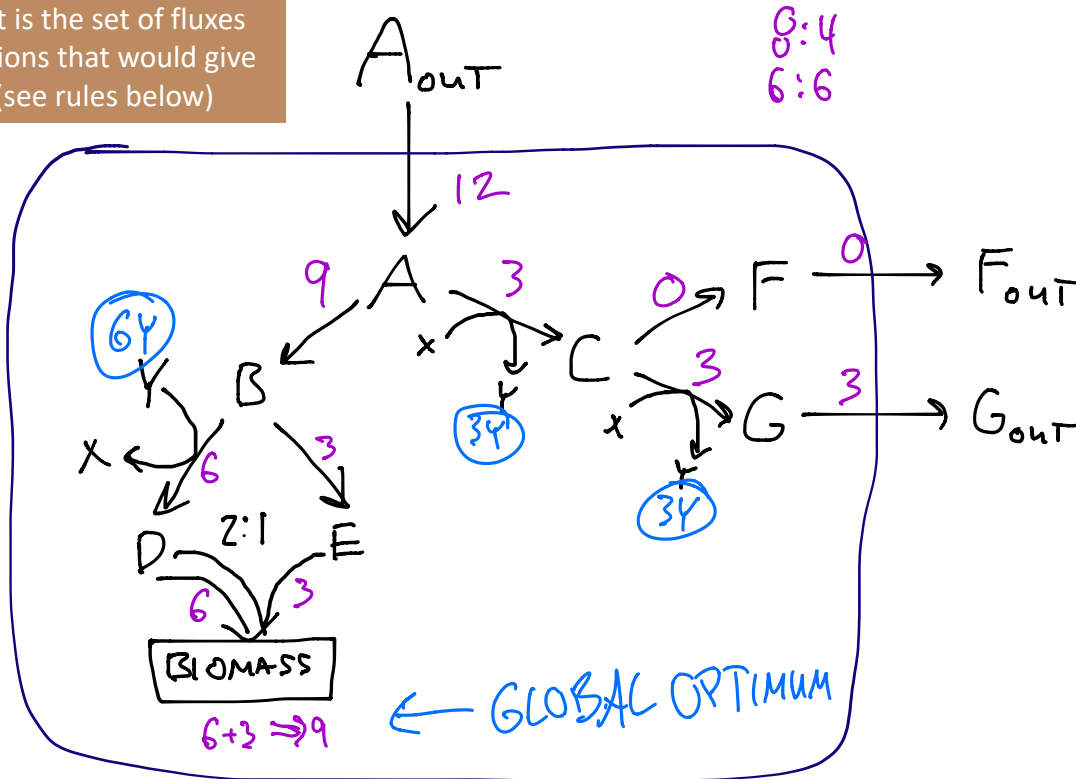 t is the set of fluxes
ions that would give
(see rules below)
A OUT
8:4
6:6
12
9
A
3
0
F
0
F OUT
6Y
Y
B
X
Y
3Y
C
3
X
Y
3Y
G
3
G OUT
X
6
3
D
2:1
E
6
3
BIOMASS
6+3 ⇒ 9
← GLOBAL OPTIMUM